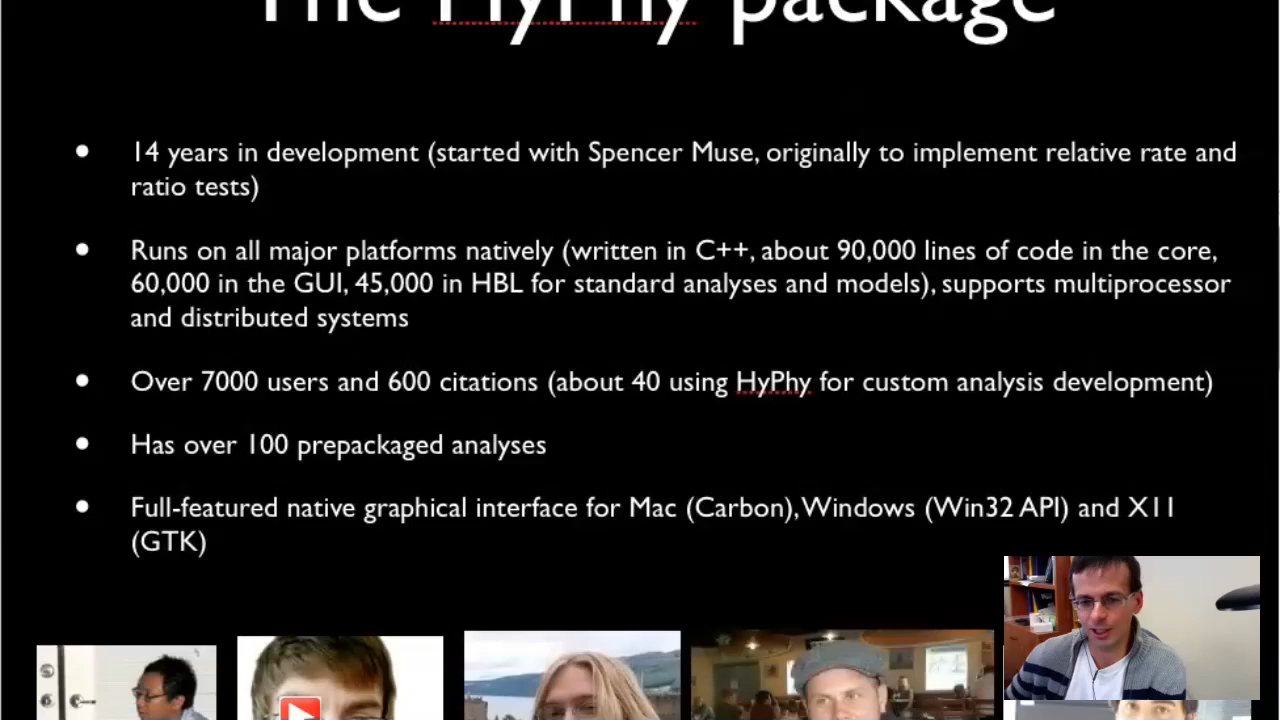 The HyPhy package
• 14 years in development (started with Spencer Muse, originally to implement relative rate and
ratio tests)
• Runs on all major platforms natively (written in C++, about 90,000 lines of code in the core,
60,000 in the GUI, 45,000 in HBL for standard analyses and models), supports multiprocessor
and distributed systems
• Over 7000 users and 600 citations (about 40 using HyPhy for custom analysis development)
• Has over 100 prepackaged analyses
• Full-featured native graphical interface for Mac (Carbon), Windows (Win32 API) and X11
(GTK)